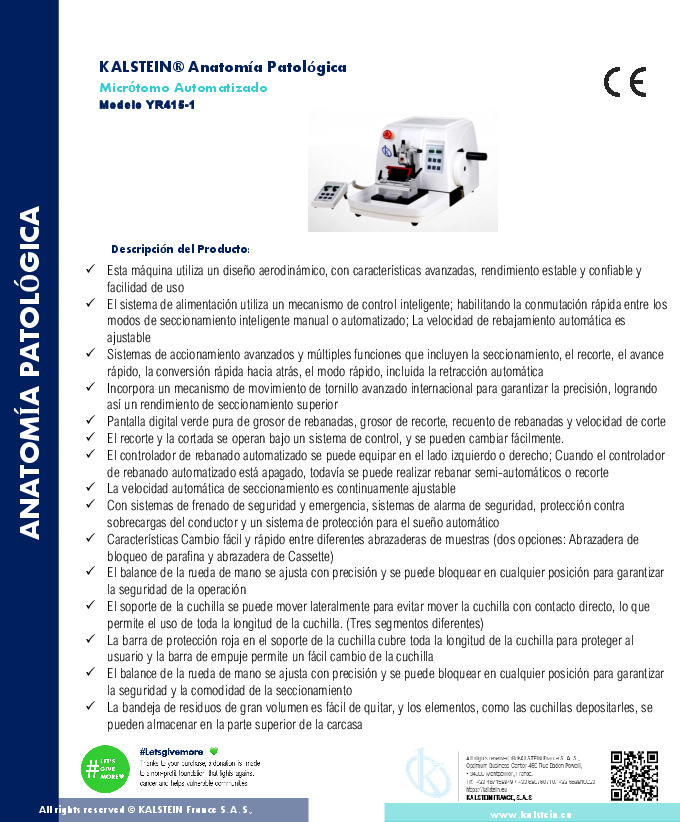 KALSTEIN® Anatomía Patológica
Micrótomo Automatizado
Modelo YR415-1
ANATOMÍA PATOLÓGICA
Descripción del Producto:
✓ Esta máquina utiliza un diseño aerodinámico, con características avanzadas, rendimiento estable y confiable y
facilidad de uso
✓ El sistema de alimentación utiliza un mecanismo de control inteligente; habilitando la conmutación rápida entre los
modos de seccionamiento inteligente manual o automatizado; La velocidad de rebajamiento automática es
ajustable
✓ Sistemas de accionamiento avanzados y múltiples funciones que incluyen la seccionamiento, el recorte, el avance
rápido, la conversión rápida hacia atrás, el modo rápido, incluida la retracción automática
✓ Incorpora un mecanismo de movimiento de tornillo avanzado internacional para garantizar la precisión, logrando
así un rendimiento de seccionamiento superior
✓ Pantalla digital verde pura de grosor de rebanadas, grosor de recorte, recuento de rebanadas y velocidad de corte
✓ El recorte y la cortada se operan bajo un sistema de control, y se pueden cambiar fácilmente.
✓ El controlador de rebanado automatizado se puede equipar en el lado izquierdo o derecho; Cuando el controlador
de rebanado automatizado está apagado, todavía se puede realizar rebanar semi-automáticos o recorte
✓ La velocidad automática de seccionamiento es continuamente ajustable
✓ Con sistemas de frenado de seguridad y emergencia, sistemas de alarma de seguridad, protección contra
sobrecargas del conductor y un sistema de protección para el sueño automático
✓ Características Cambio fácil y rápido entre diferentes abrazaderas de muestras (dos opciones: Abrazadera de
bloqueo de parafina y abrazadera de Cassette)
✓ El balance de la rueda de mano se ajusta con precisión y se puede bloquear en cualquier posición para garantizar
la seguridad de la operación
✓ El soporte de la cuchilla se puede mover lateralmente para evitar mover la cuchilla con contacto directo, lo que
permite el uso de toda la longitud de la cuchilla. (Tres segmentos diferentes)
✓ La barra de protección roja en el soporte de la cuchilla cubre toda la longitud de la cuchilla para proteger al
usuario y la barra de empuje permite un fácil cambio de la cuchilla
✓ El balance de la rueda de mano se ajusta con precisión y se puede bloquear en cualquier posición para garantizar
la seguridad y la comodidad de la seccionamiento
✓ La bandeja de residuos de gran volumen es fácil de quitar, y los elementos, como las cuchillas depositarles, se
pueden almacenar en la parte superior de la carcasa
# LET'S
GIVE
MORE
#Letsgivemore
Thanks to your purchase, a donation is made
to a non-profit foundation that fights against
cancer and helps vulnerable communities
All rights reserved © KALSTEIN France S. A. S.,
KALSTEIN FRANCE, S.A.S
All rights reserved © KALSTEIN France S. A. S.,
www.kalstein.eu